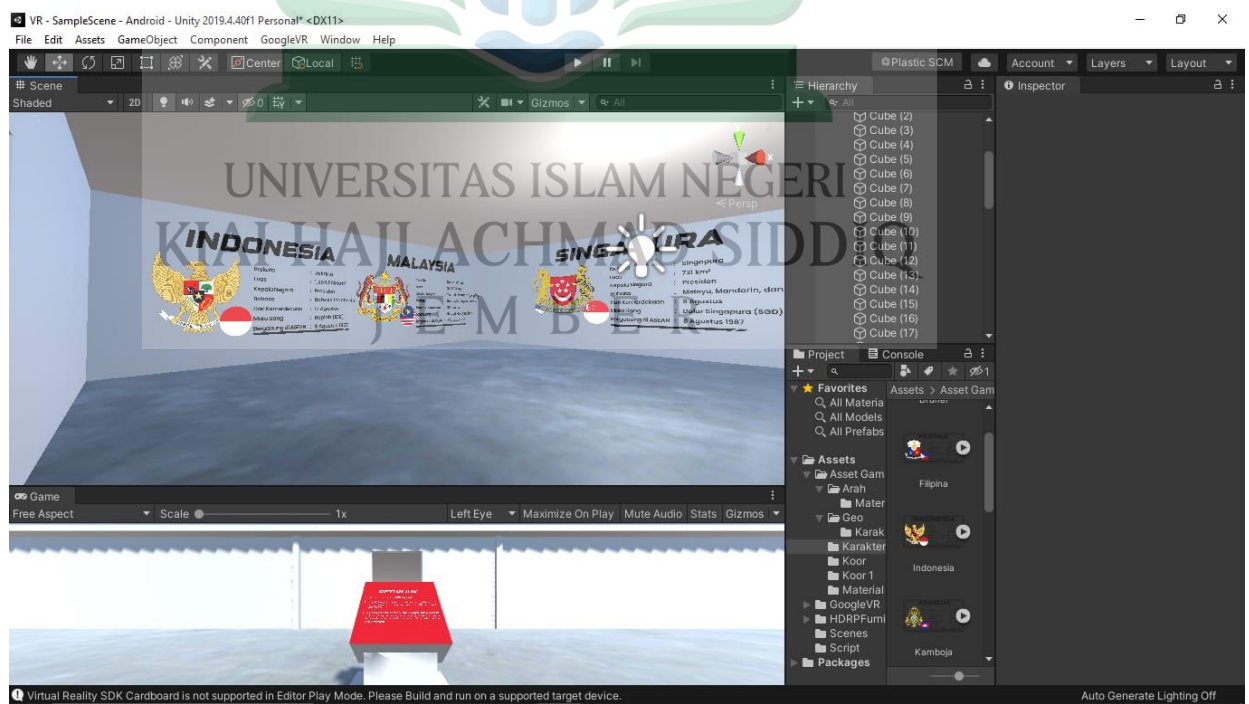 VR - SampleScene - Android - Unity 2019.4.40f1 Personal* <DX11>
File Edit Assets GameObject Component GoogleVR Window Help
Center Local Plastic SCM Account Layers Layout
# Scene
Shaded 2D 0 Gizmos All
UNIVERSITAS ISLAM NEGERI
KIAI HAJI ACHMAD SIDDIQ
JEMBER
x
Persp
INDONESIA
MALAYSIA
SINGAPURA
: Singapura
: 721 km²
: Presiden
: Melayu, Mandarin, dan
: 9 Agustus
: Dolar Singapura (SGD)
: 8 Agustus 1967
Hierarchy
All
Cube (2)
Cube (3)
Cube (4)
Cube (5)
Cube (6)
Cube (7)
Cube (8)
Cube (9)
Cube (10)
Cube (11)
Cube (12)
Cube (13)
Cube (14)
Cube (15)
Cube (16)
Cube (17)
Inspector
Project Console
1
Favorites
All Materia
All Models
All Prefabs
Assets
Asset Gam
Arah
Mater
Geo
Karak
Karakter
Koor
Koor 1
Material
GoogleVR
HDRPFurni
Scenes
Script
Packages
Assets > Asset Gam
Brunei
Filipina
Indonesia
Kamboja
Game
Free Aspect Scale 1x Left Eye Maximize On Play Mute Audio Stats Gizmos
PETUNJUK
Virtual Reality SDK Cardboard is not supported in Editor Play Mode. Please Build and run on a supported target device.
Auto Generate Lighting Off